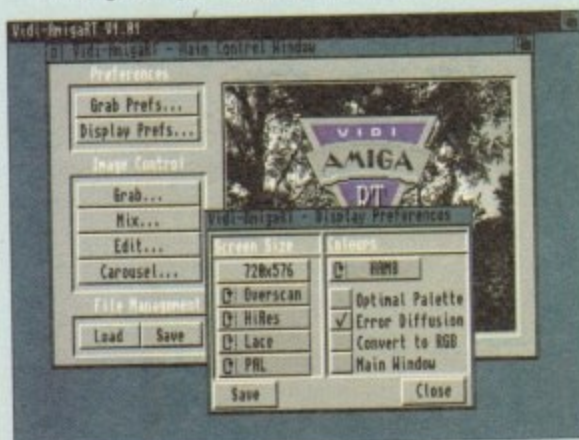 Vidi-AmigaRT V1.01
Vidi-AmigaRT - Main Control Window
Preferences
Grab Prefs...
Display Prefs...
Image Control
Grab...
Mix...
Edit...
Carousel...
File Management
Load Save
VIDI
AMIGA
RT
Vidi-AmigaRT - Display Preferences
Screen Size
720x576
Overscan
HiRes
Lace
PAL
Save
Colours
HAM8
Optimal Palette
Error Diffusion
Convert to RGB
Main Window
Close